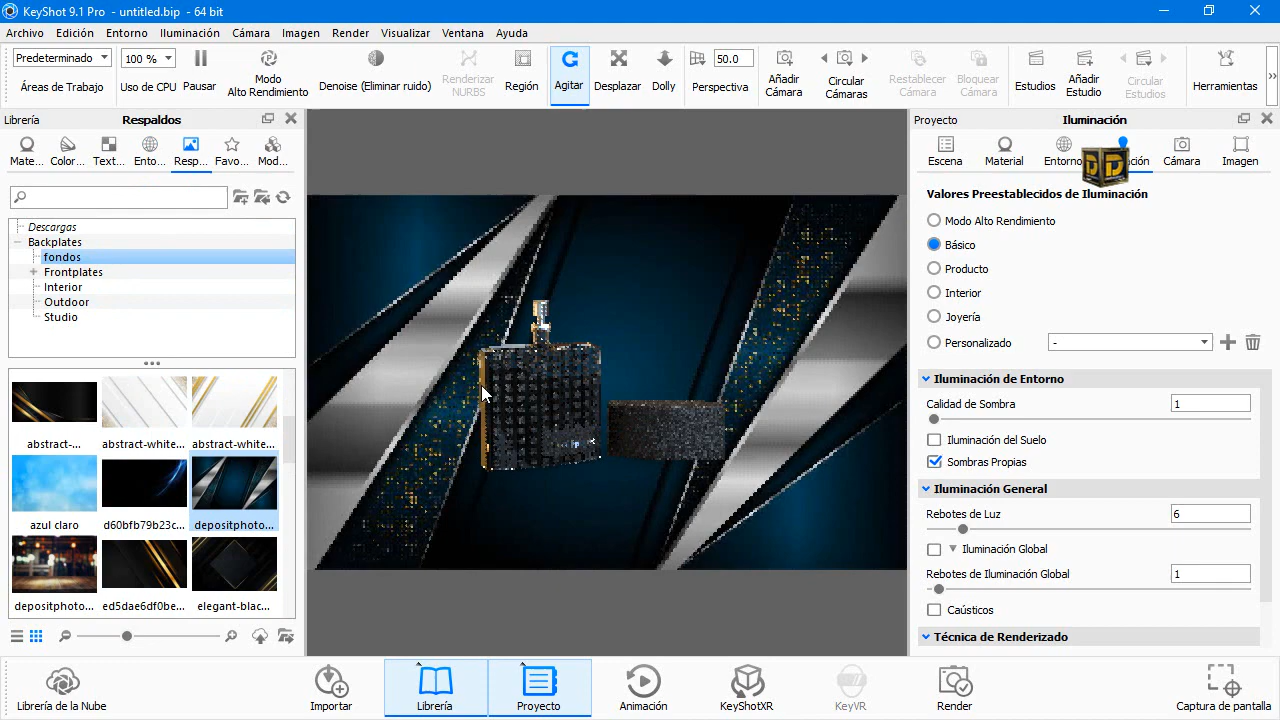 KeyShot 9.1 Pro - untitled.bip - 64 bit
Archivo Edición Entorno Iluminación Cámara Imagen Render Visualizar Ventana Ayuda
Predeterminado
Áreas de Trabajo
100 %
Uso de CPU
Pausar
Modo
Alto Rendimiento
Denoise (Eliminar ruido)
Renderizar
NURBS
Región
Agitar
Desplazar
Dolly
50.0
Perspectiva
Añadir
Cámara
Circular
Cámaras
Restablecer
Cámara
Bloquear
Cámara
Estudios
Añadir
Estudio
Circular
Estudios
Herramientas
Librería Respaldos
Mate... Color... Text... Ento... Resp... Favo... Mod...
Descargas
Backplates
fondos
Frontplates
Interior
Outdoor
Studio
abstract-... abstract-white... abstract-white...
azul claro d60bfb79b23c... depositphoto...
depositphoto... ed5dae6df0be... elegant-blac...
Proyecto Iluminación
Escena Material Entorno Cámara Imagen
Valores Preestablecidos de Iluminación
Modo Alto Rendimiento
Básico
Producto
Interior
Joyería
Personalizado -
Iluminación de Entorno
Calidad de Sombra 1
Iluminación del Suelo
Sombras Propias
Iluminación General
Rebotes de Luz 6
Iluminación Global
Rebotes de Iluminación Global 1
Caústicos
Técnica de Renderizado
Librería de la Nube
Importar
Librería
Proyecto
Animación
KeyShotXR
KeyVR
Render
Captura de pantalla